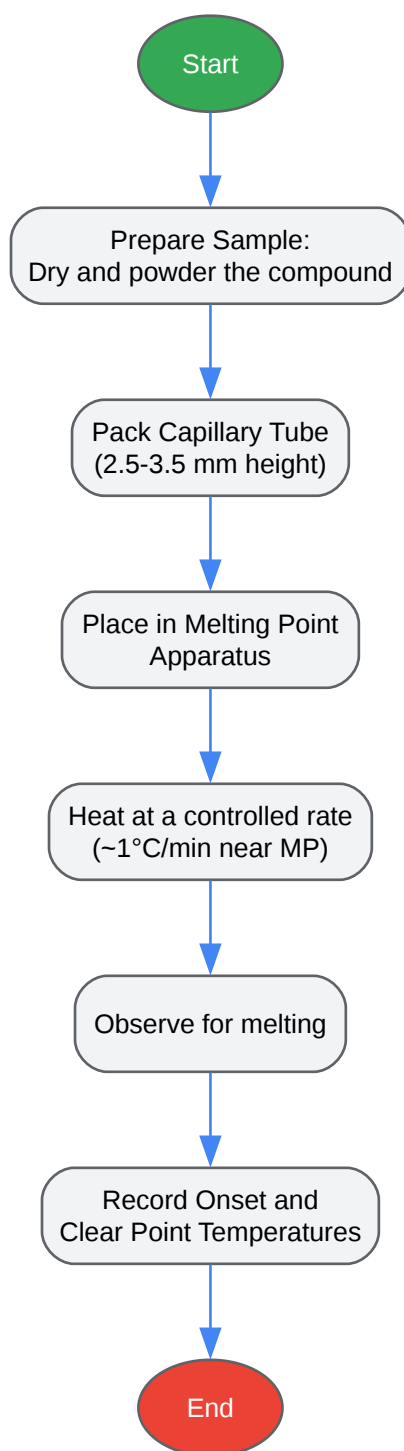 Start
Prepare Sample:
Dry and powder the compound
Pack Capillary Tube
(2.5-3.5 mm height)
Place in Melting Point
Apparatus
Heat at a controlled rate
(~1°C/min near MP)
Observe for melting
Record Onset and
Clear Point Temperatures
End